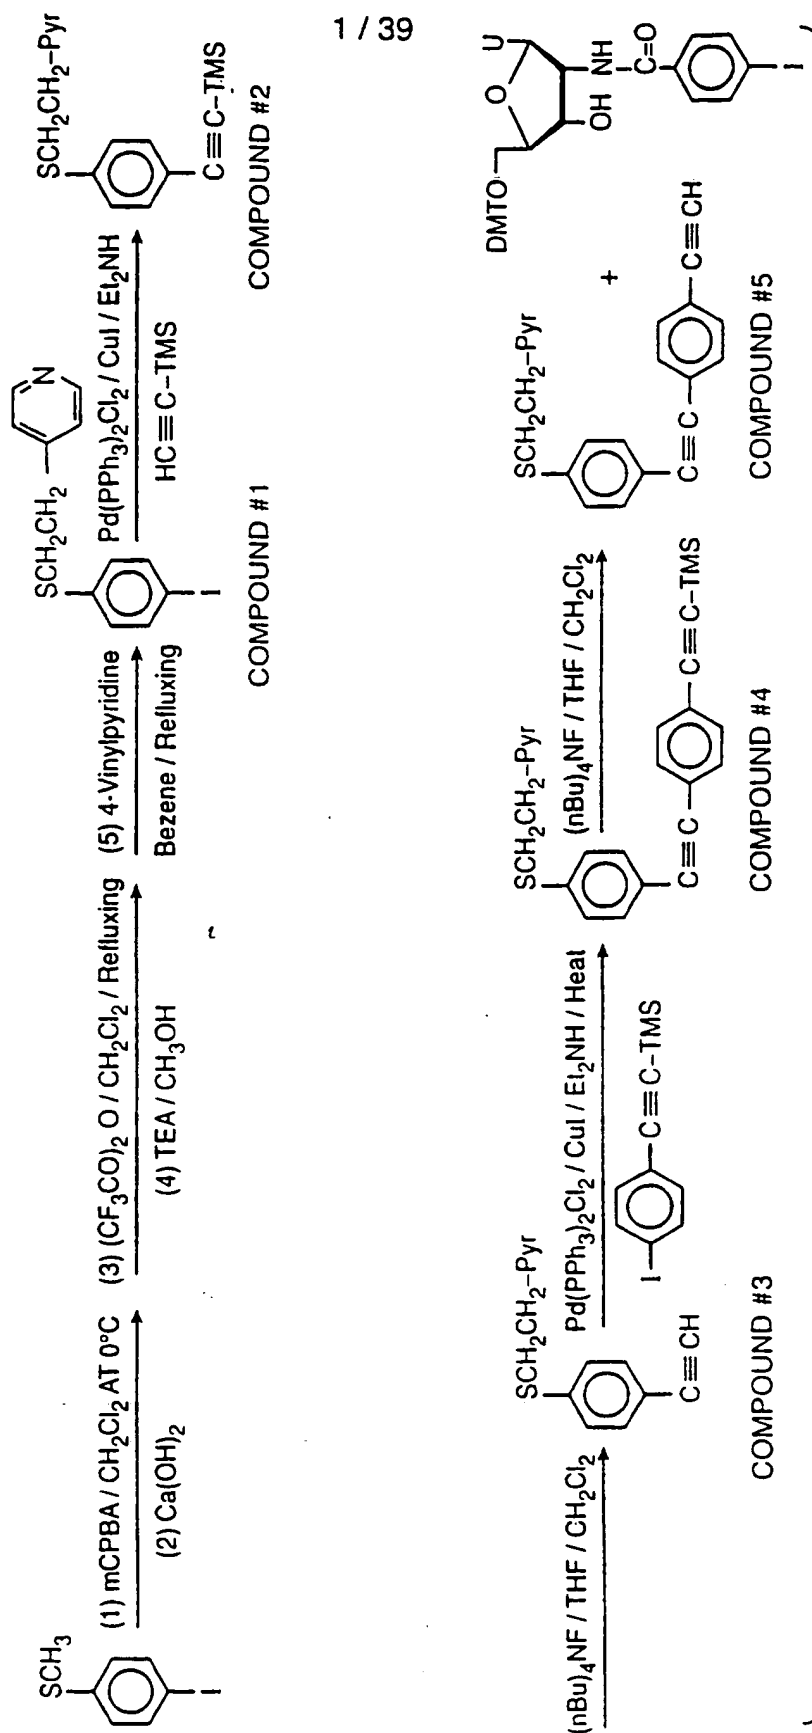 1 / 39
SCH3
I
(1) mCPBA / CH2Cl2 AT 0°C
(2) Ca(OH)2
(3) (CF3CO)2 O / CH2Cl2 / Refluxing
(4) TEA / CH3OH
(5) 4-Vinylpyridine
Bezene / Refluxing
SCH2CH2
N
I
COMPOUND #1
Pd(PPh3)2Cl2 / CuI / Et2NH
HC≡C-TMS
SCH2CH2-Pyr
C≡C-TMS
COMPOUND #2
(nBu)4NF / THF / CH2Cl2
SCH2CH2-Pyr
C≡CH
COMPOUND #3
Pd(PPh3)2Cl2 / CuI / Et2NH / Heat
I
C≡C-TMS
SCH2CH2-Pyr
C≡C
C≡C-TMS
COMPOUND #4
(nBu)4NF / THF / CH2Cl2
SCH2CH2-Pyr
C≡C
C≡CH
COMPOUND #5
+
DMTO
O
U
OH
NH
C=O
I